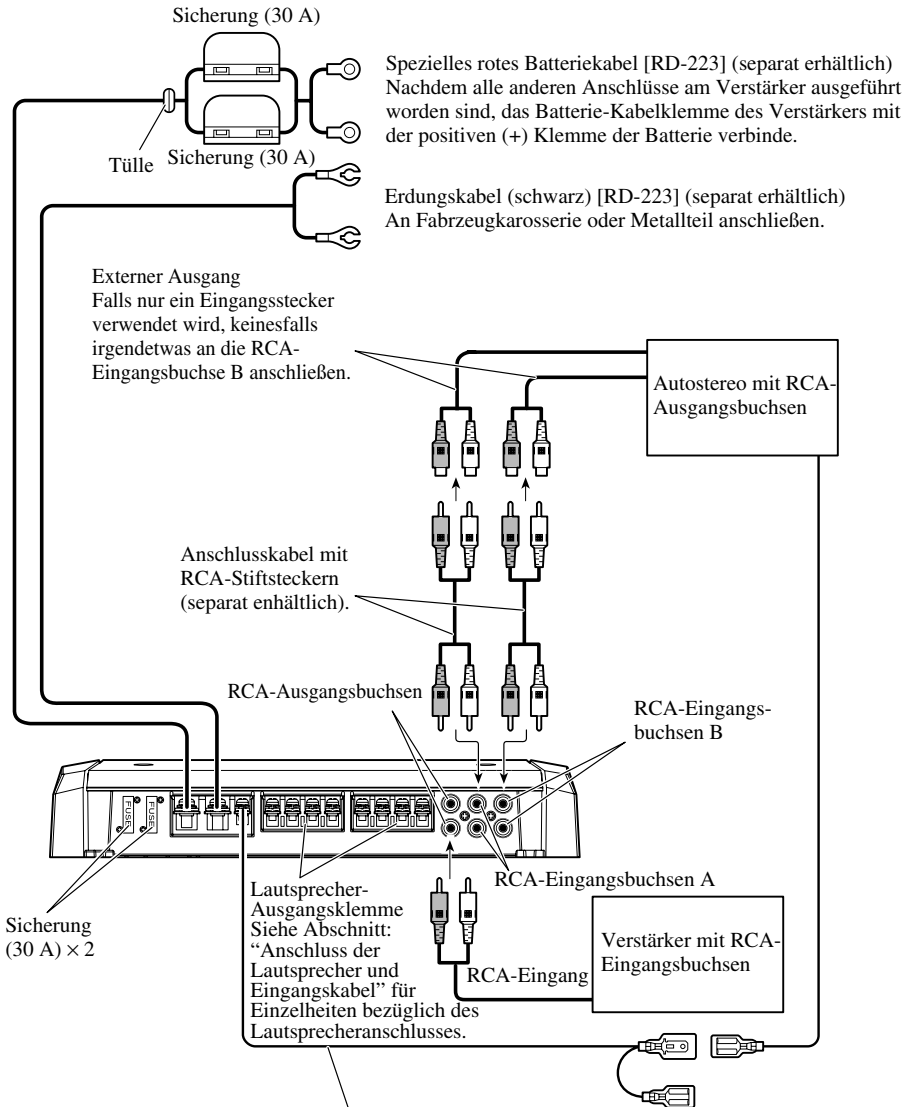 Sicherung (30 A)
Spezielles rotes Batteriekabel [RD-223] (separat erhältlich)
Nachdem alle anderen Anschlüsse am Verstärker ausgeführt
worden sind, das Batterie-Kabelklemme des Verstärkers mit
der positiven (+) Klemme der Batterie verbinde.
Tülle
Sicherung (30 A)
Erdungskabel (schwarz) [RD-223] (separat erhältlich)
An Fabrzeugkarosserie oder Metallteil anschließen.
Externer Ausgang
Falls nur ein Eingangsstecker
verwendet wird, keinesfalls
irgendetwas an die RCA-
Eingangsbuchse B anschließen.
Autostereo mit RCA-
Ausgangsbuchsen
Anschlusskabel mit
RCA-Stiftsteckern
(separat enhältlich).
RCA-Ausgangsbuchsen
RCA-Eingangs-
buchsen B
FUSE
FUSE
Sicherung
(30 A) × 2
Lautsprecher-
Ausgangsklemme
Siehe Abschnitt:
“Anschluss der
Lautsprecher und
Eingangskabel” für
Einzelheiten bezüglich des
Lautsprecheranschlusses.
RCA-Eingangsbuchsen A
RCA-Eingang
Verstärker mit RCA-
Eingangsbuchsen